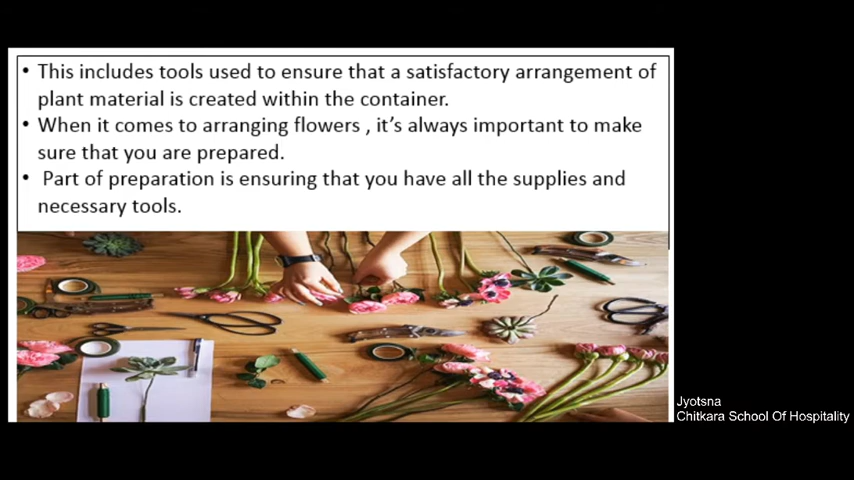 • This includes tools used to ensure that a satisfactory arrangement of
plant material is created within the container.
• When it comes to arranging flowers , it’s always important to make
sure that you are prepared.
• Part of preparation is ensuring that you have all the supplies and
necessary tools.
Jyotsna
Chitkara School Of Hospitality